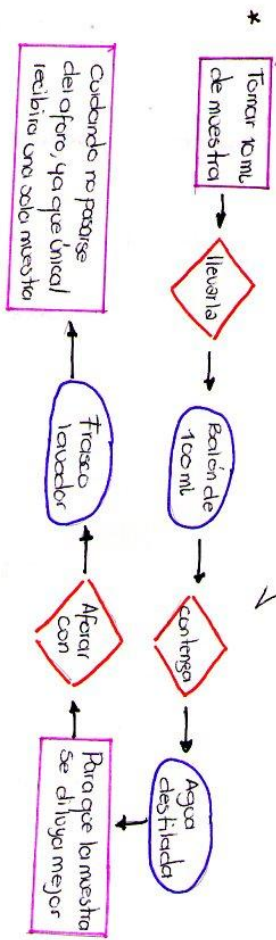 *
Tomar 10 ml
de muestra
llevarla
Balón de
100 ml
contenga
Agua
destilada
Para que la muestra
se diluya mejor
Aforar
con
Frasco
lavador
Cuidando no pasarse
del aforo, ya que única/
recibira una sola muestra